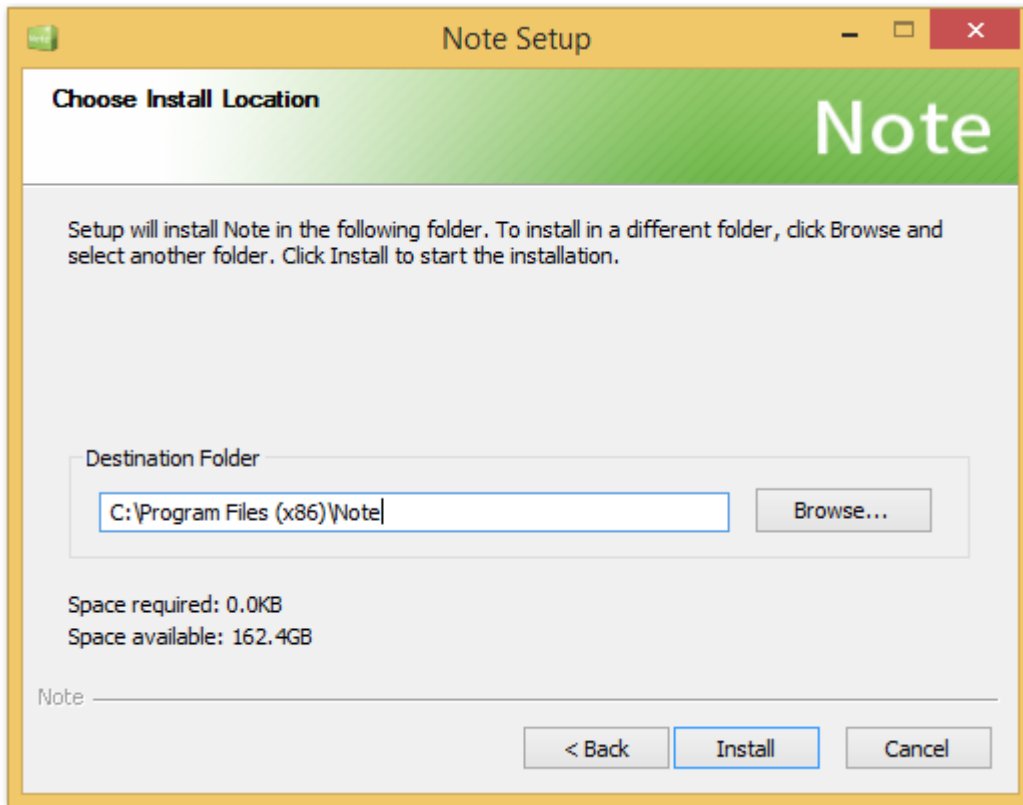 Note Setup
Choose Install Location
Note
Setup will install Note in the following folder. To install in a different folder, click Browse and
select another folder. Click Install to start the installation.
Destination Folder
C:\Program Files (x86)\Note
Browse...
Space required: 0.0KB
Space available: 162.4GB
Note
< Back
Install
Cancel